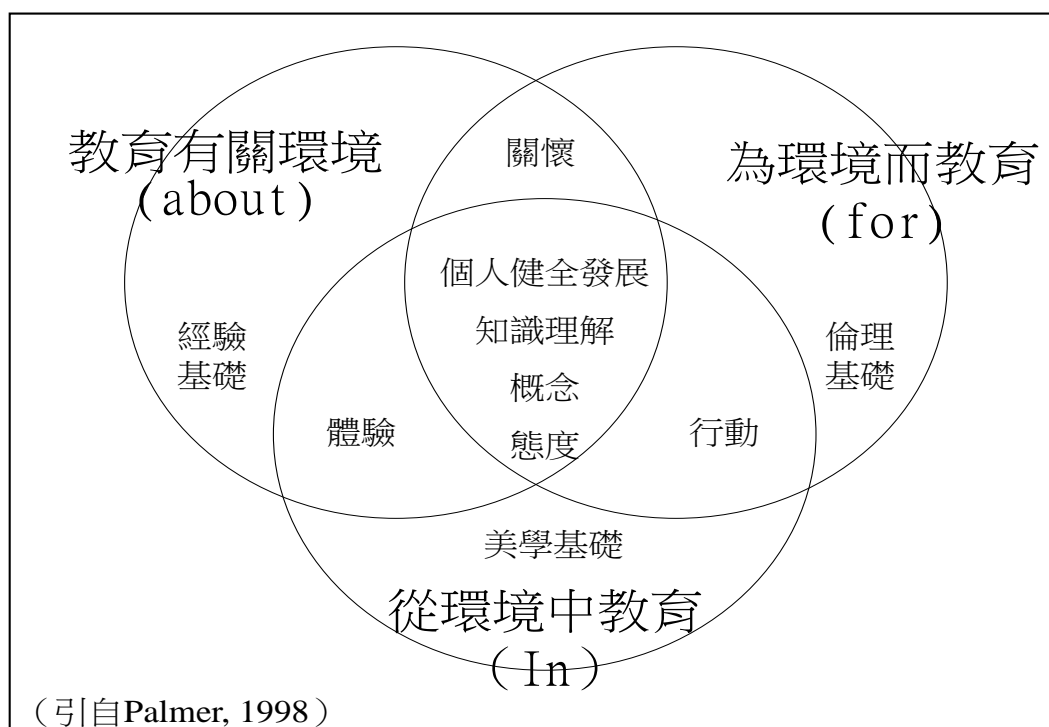 教育有關環境
(about)
關懷
為環境而教育
(for)
個人健全發展
知識理解
概念
態度
經驗
基礎
倫理
基礎
體驗
行動
美學基礎
從環境中教育
(In)
（引自Palmer, 1998）